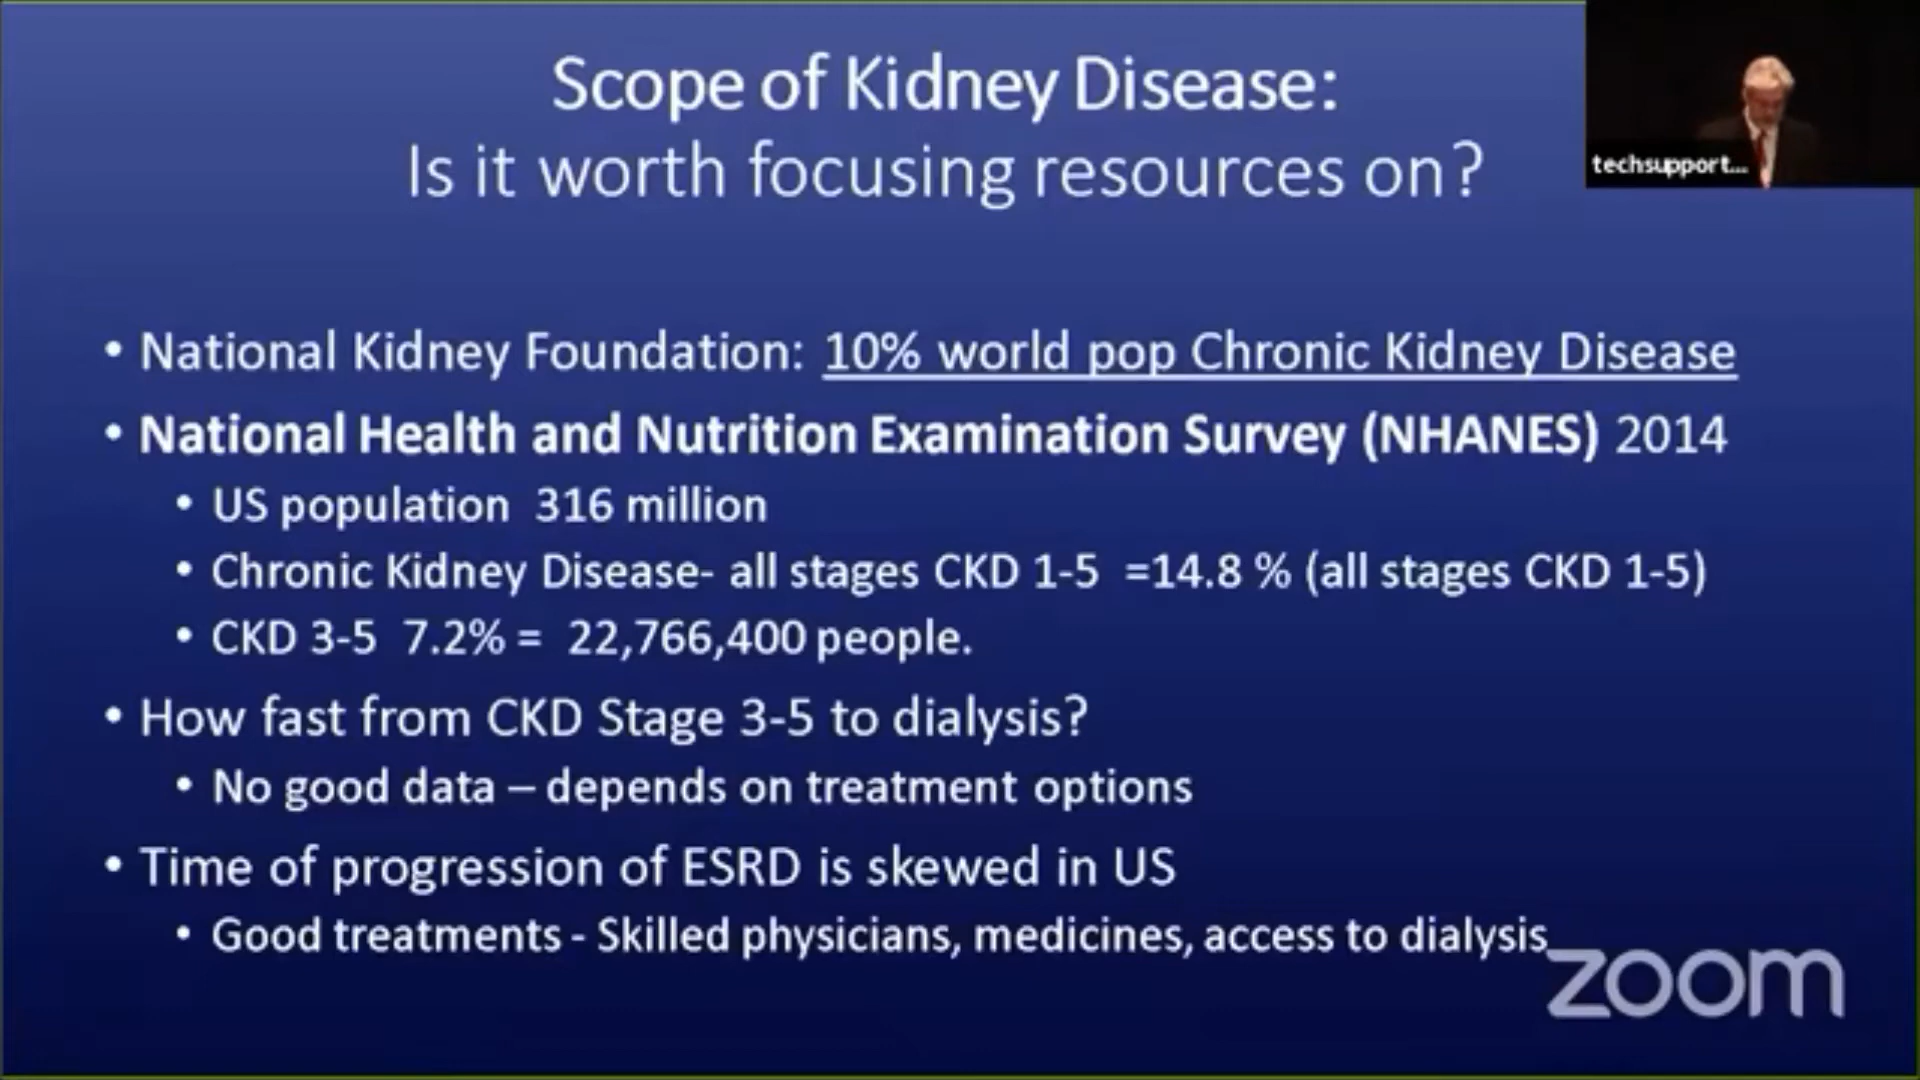 Scope of Kidney Disease:
Is it worth focusing resources on?
techsupport...
• National Kidney Foundation: 10% world pop Chronic Kidney Disease
• National Health and Nutrition Examination Survey (NHANES) 2014
• US population 316 million
• Chronic Kidney Disease- all stages CKD 1-5 =14.8 % (all stages CKD 1-5)
• CKD 3-5 7.2% = 22,766,400 people.
• How fast from CKD Stage 3-5 to dialysis?
• No good data – depends on treatment options
• Time of progression of ESRD is skewed in US
• Good treatments - Skilled physicians, medicines, access to dialysis
zoom